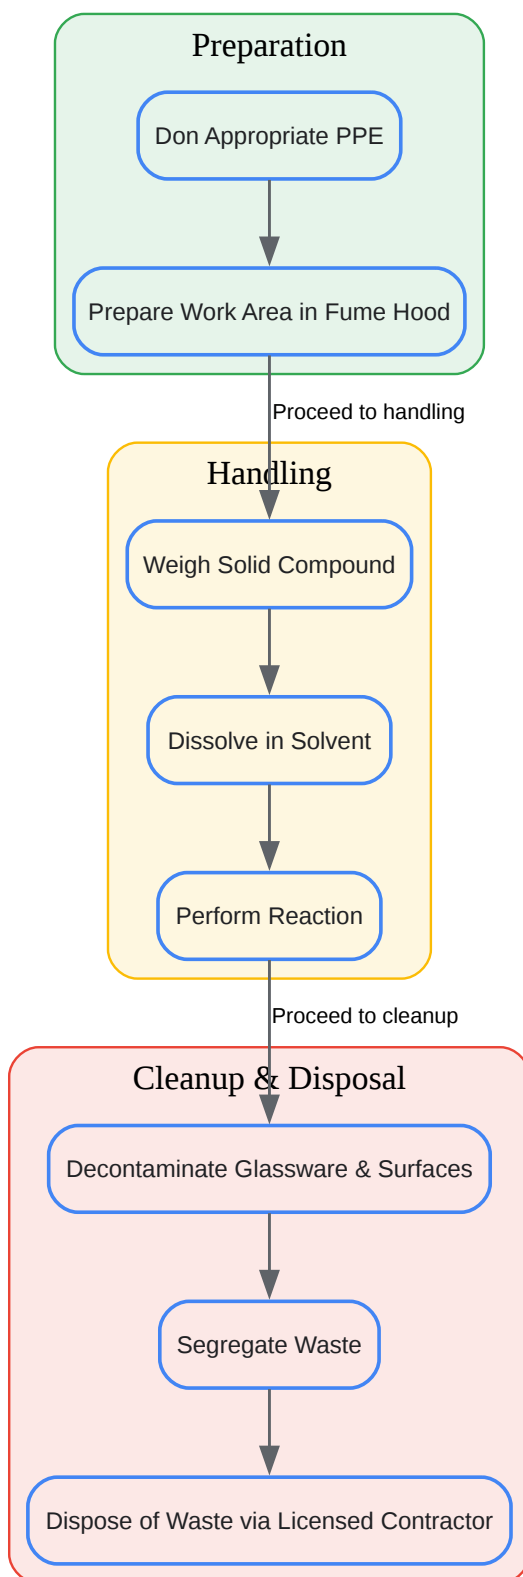 Preparation
Don Appropriate PPE
Prepare Work Area in Fume Hood
Proceed to handling
Handling
Weigh Solid Compound
Dissolve in Solvent
Perform Reaction
Proceed to cleanup
Cleanup & Disposal
Decontaminate Glassware & Surfaces
Segregate Waste
Dispose of Waste via Licensed Contractor